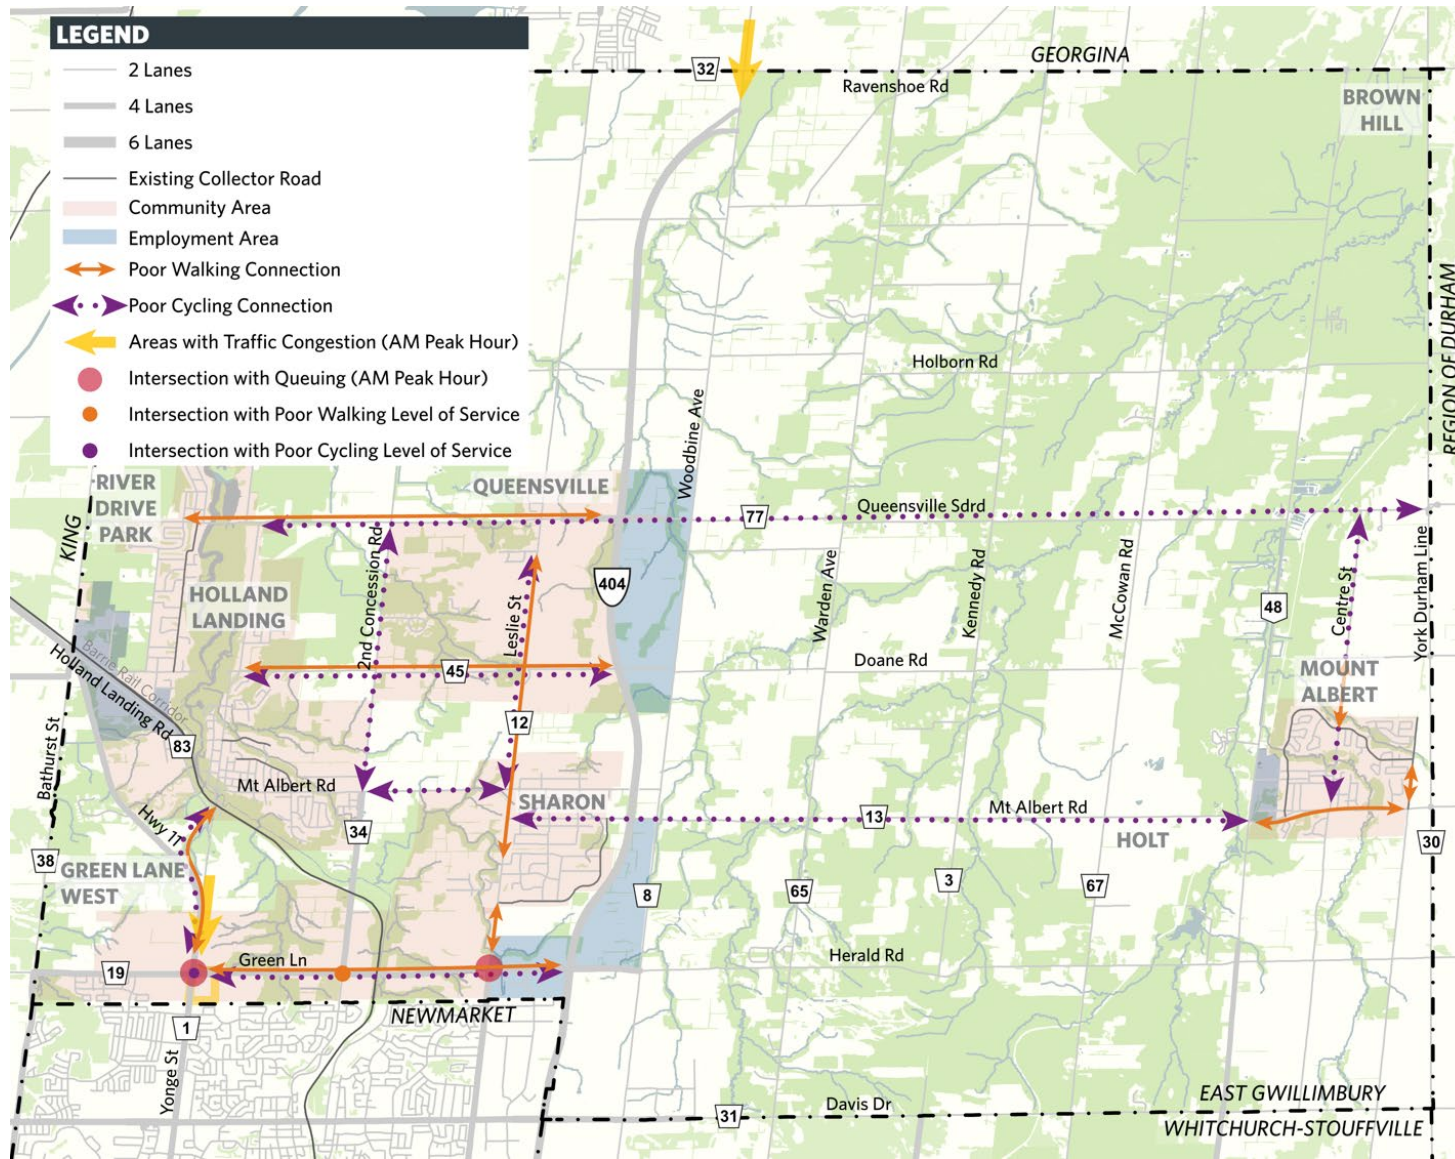 LEGEND
2 Lanes
4 Lanes
6 Lanes
Existing Collector Road
Community Area
Employment Area
Poor Walking Connection
Poor Cycling Connection
Areas with Traffic Congestion (AM Peak Hour)
Intersection with Queuing (AM Peak Hour)
Intersection with Poor Walking Level of Service
Intersection with Poor Cycling Level of Service
GEORGINA
32
Ravenshoe Rd
BROWN
HILL
REGION OF DURHAM
Holborn Rd
Woodbine Ave
RIVER
DRIVE
PARK
KING
QUEENSVILLE
77
Queensville Sdrd
2nd Concession Rd
404
Leslie St
Warden Ave
Kennedy Rd
McCowan Rd
48
Centre St
York Durham Line
HOLLAND
LANDING
Barrie Rail Corridor
Holland Landing Rd
45
Doane Rd
MOUNT
ALBERT
12
83
Bathurst St
Mt Albert Rd
SHARON
13
Mt Albert Rd
Hwy 11
34
HOLT
30
38
GREEN LANE
WEST
8
65
3
67
19
Green Ln
Herald Rd
NEWMARKET
1
Yonge St
31
Davis Dr
EAST GWILLIMBURY
WHITCHURCH-STOUFFVILLE